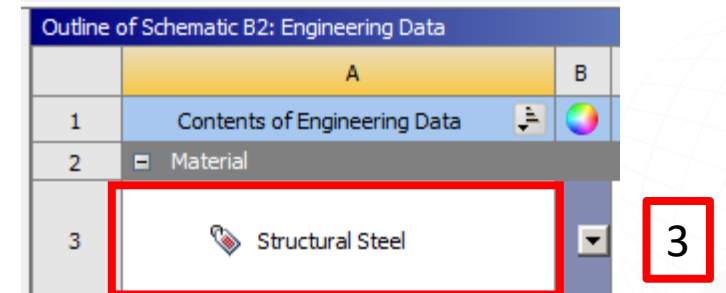 Outline of Schematic B2: Engineering Data
A B
1 Contents of Engineering Data
2 Material
3 Structural Steel
3